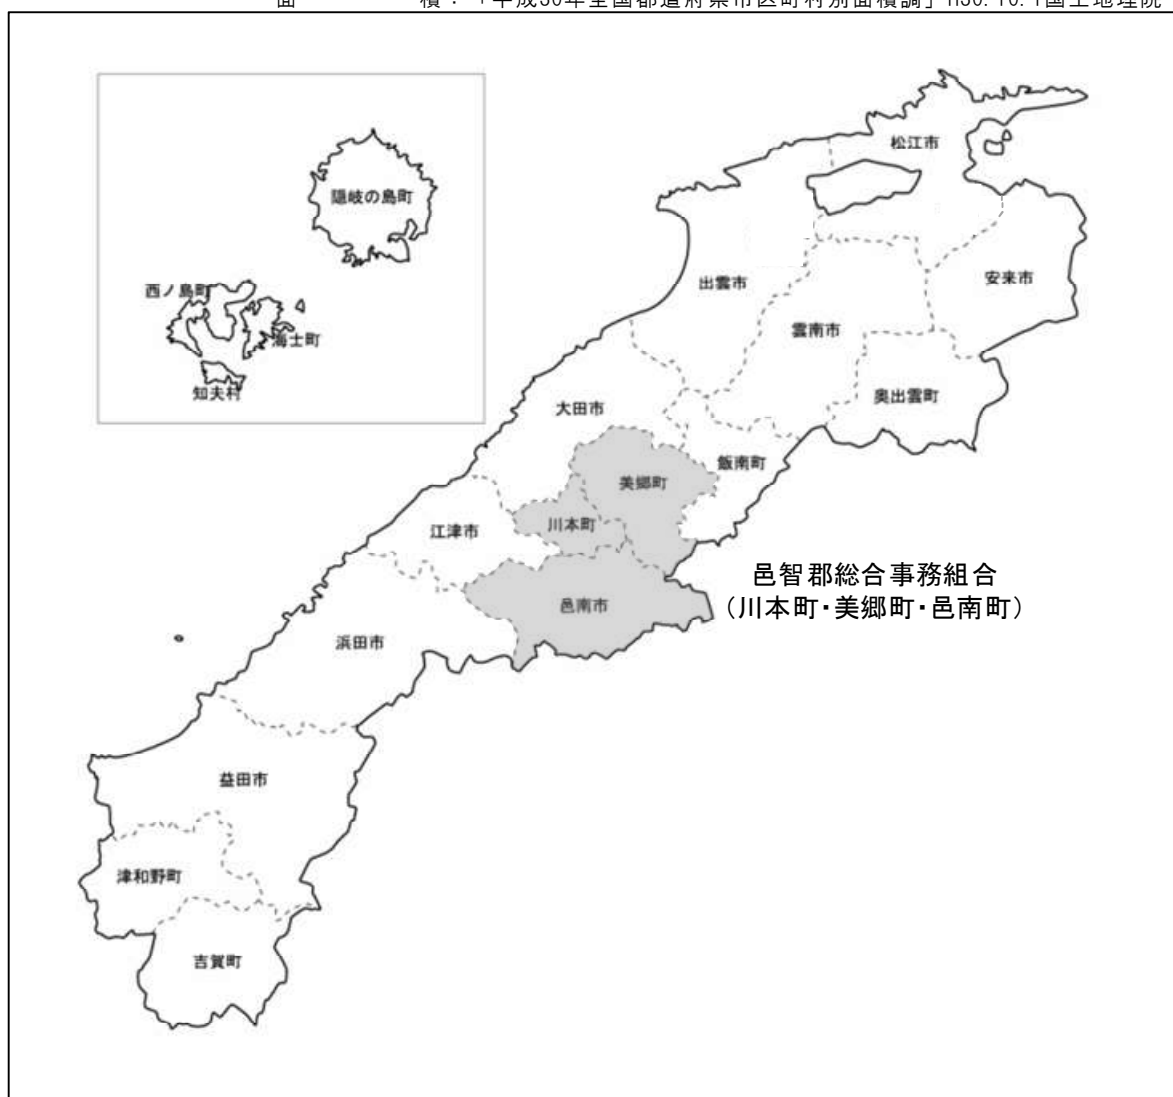 面　　　積：「平成30年全国都道府県市区町村別面積調」H30.10.1国土地理院
松江市
隠岐の島町
出雲市
安来市
西ノ島町
雲南市
海士町
知夫村
奥出雲町
大田市
飯南町
美郷町
川本町
江津市
邑智郡総合事務組合
（川本町・美郷町・邑南町）
邑南市
浜田市
益田市
津和野町
吉賀町